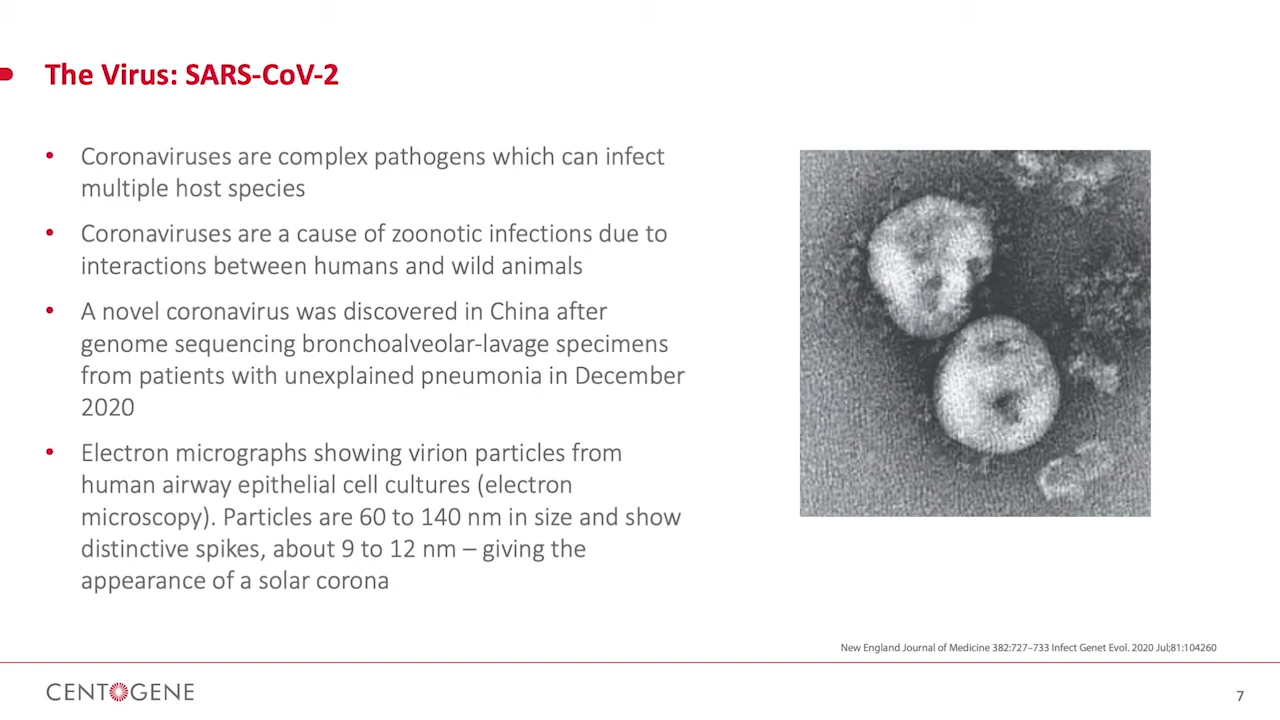 The Virus: SARS-CoV-2
• Coronaviruses are complex pathogens which can infect
multiple host species
• Coronaviruses are a cause of zoonotic infections due to
interactions between humans and wild animals
• A novel coronavirus was discovered in China after
genome sequencing bronchoalveolar-lavage specimens
from patients with unexplained pneumonia in December
2020
• Electron micrographs showing virion particles from
human airway epithelial cell cultures (electron
microscopy). Particles are 60 to 140 nm in size and show
distinctive spikes, about 9 to 12 nm – giving the
appearance of a solar corona
New England Journal of Medicine 382:727–733 Infect Genet Evol. 2020 Jul;81:104260
CENTOGENE
7